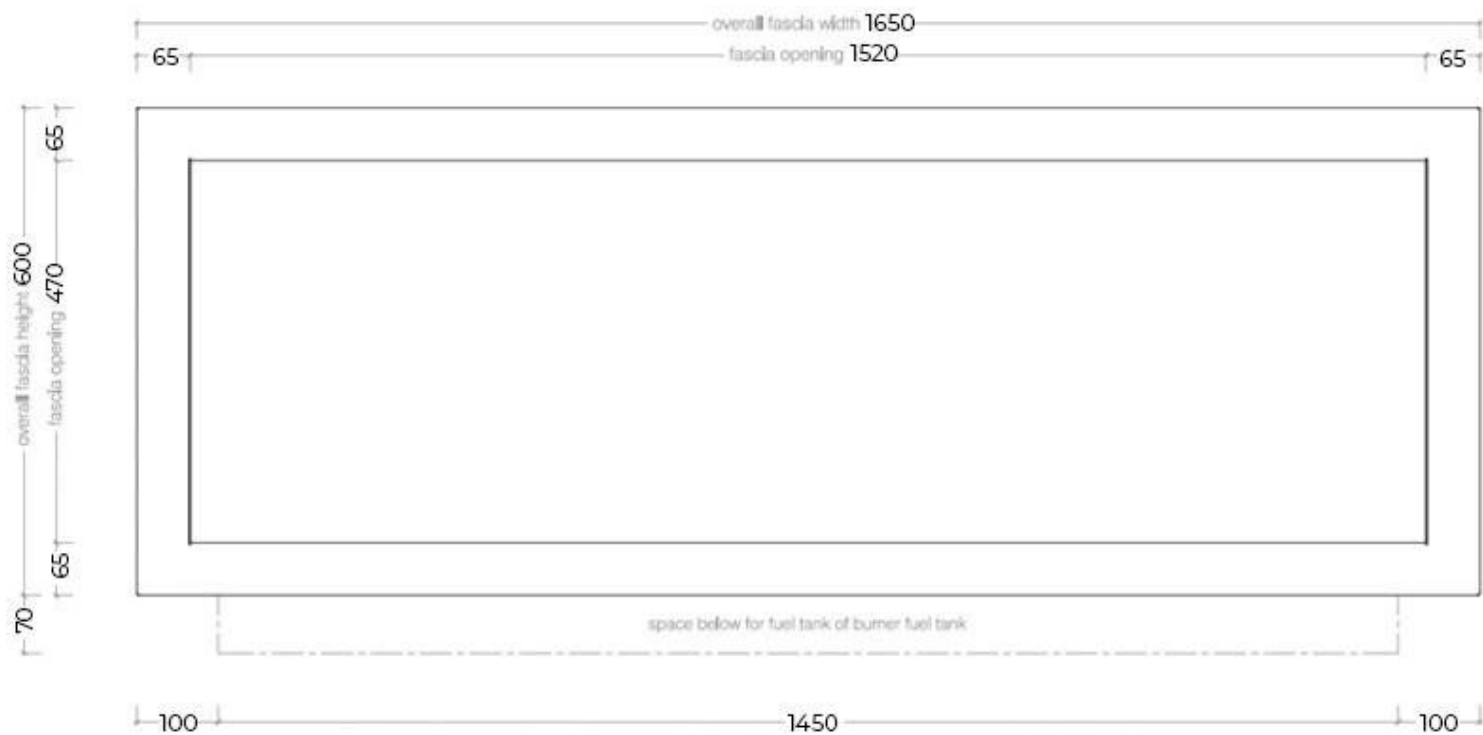 overall fascia width 1650
65 fascia opening 1520 65
65
overall fascia height 600
fascia opening 470
65
70
space below for fuel tank of burner fuel tank
100 1450 100